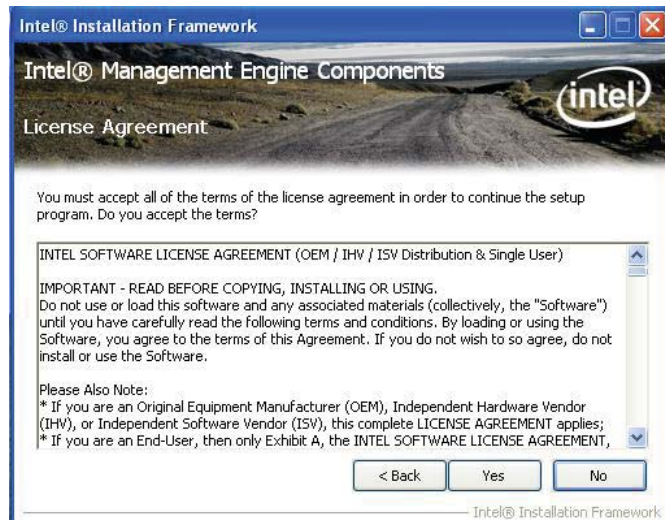 Intel® Installation Framework
Intel® Management Engine Components
intel
License Agreement
You must accept all of the terms of the license agreement in order to continue the setup
program. Do you accept the terms?
INTEL SOFTWARE LICENSE AGREEMENT (OEM / IHV / ISV Distribution & Single User)
IMPORTANT - READ BEFORE COPYING, INSTALLING OR USING.
Do not use or load this software and any associated materials (collectively, the "Software")
until you have carefully read the following terms and conditions. By loading or using the
Software, you agree to the terms of this Agreement. If you do not wish to so agree, do not
install or use the Software.
Please Also Note:
* If you are an Original Equipment Manufacturer (OEM), Independent Hardware Vendor
(IHV), or Independent Software Vendor (ISV), this complete LICENSE AGREEMENT applies;
* If you are an End-User, then only Exhibit A, the INTEL SOFTWARE LICENSE AGREEMENT,
< Back
Yes
No
Intel® Installation Framework